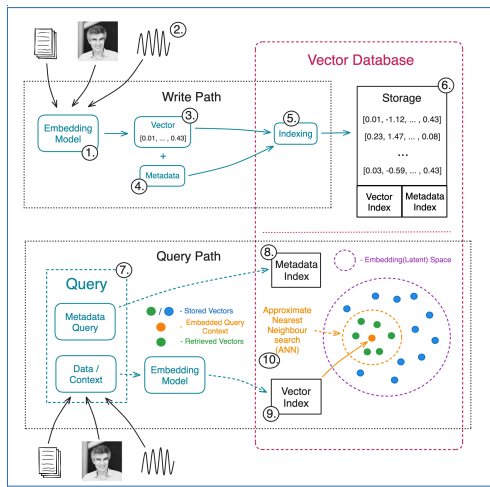 2.
Vector Database
Write Path
6.
Storage
3.
Vector
[0.01, ... , 0.43]
5.
Indexing
[0.01, -1.12, ... , 0.43]
[0.23, 1.47, ... , 0.08]
...
[0.03, -0.59, ... , 0.43]
Embedding
Model
1.
+
4.
Metadata
Vector
Index
Metadata
Index
Query Path
7.
Query
8.
Metadata
Index
- Embedding(Latent) Space
Metadata
Query
/
- Stored Vectors
- Embedded Query
Context
- Retrieved Vectors
Approximate
Nearest
Neighbour
search
(ANN)
10.
Data /
Context
Embedding
Model
Vector
Index
9.